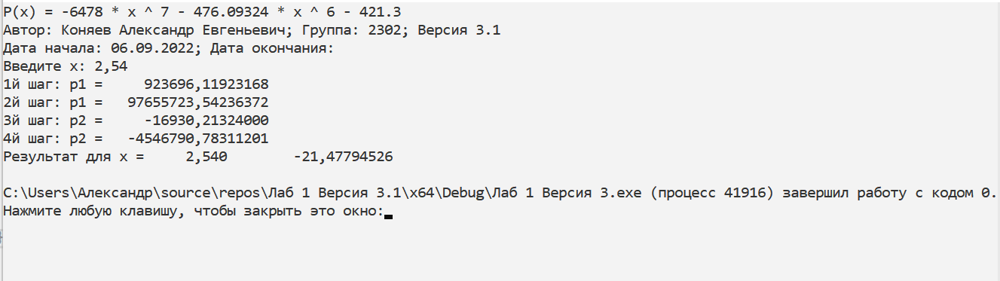 P(x) = -6478 * x ^ 7 - 476.09324 * x ^ 6 - 421.3
Автор: Коняев Александр Евгеньевич; Группа: 2302; Версия 3.1
Дата начала: 06.09.2022; Дата окончания:
Введите x: 2,54
1й шаг: p1 =     923696,11923168
2й шаг: p1 =   97655723,54236372
3й шаг: p2 =     -16930,21324000
4й шаг: p2 =   -4546790,78311201
Результат для x =     2,540        -21,47794526
C:\Users\Александр\source\repos\Лаб 1 Версия 3.1\x64\Debug\Лаб 1 Версия 3.exe (процесс 41916) завершил работу с кодом 0.
Нажмите любую клавишу, чтобы закрыть это окно: